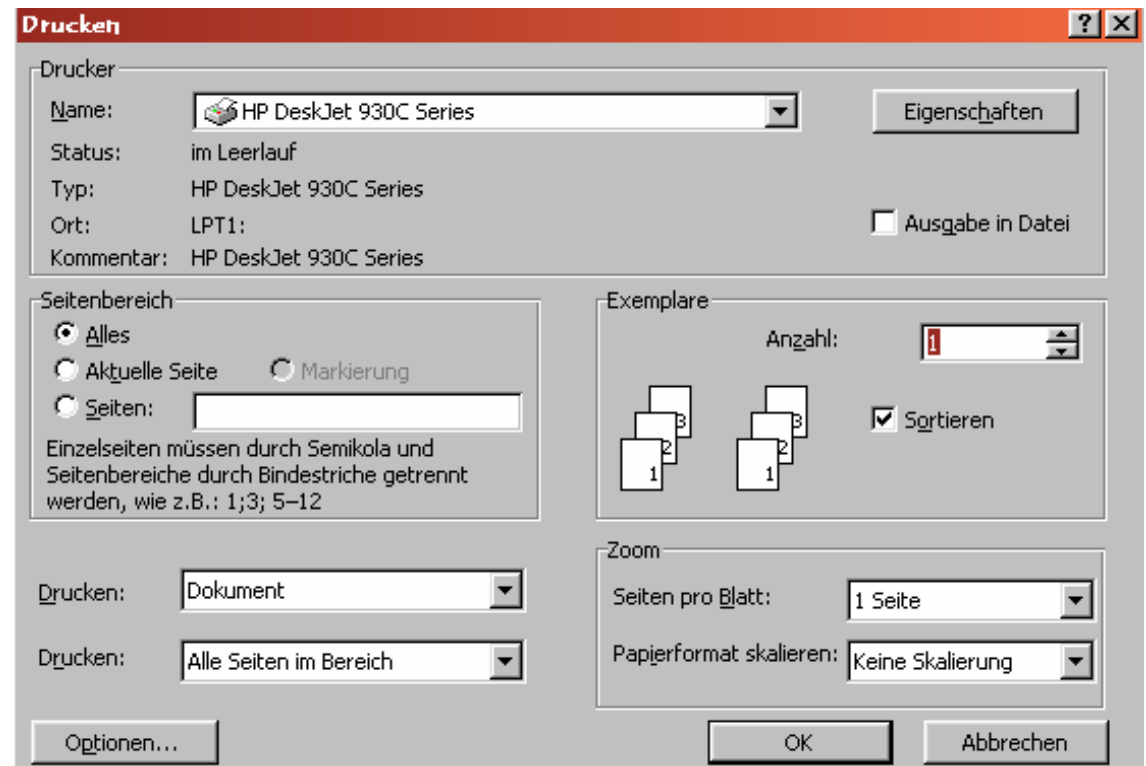 Drucken
Drucker
Name: HP DeskJet 930C Series Eigenschaften
Status: im Leerlauf
Typ: HP DeskJet 930C Series
Ort: LPT1: Ausgabe in Datei
Kommentar: HP DeskJet 930C Series
Seitenbereich
Alles
Aktuelle Seite Markierung
Seiten:
Einzelseiten müssen durch Semikola und
Seitenbereiche durch Bindestriche getrennt
werden, wie z.B.: 1;3; 5–12
Exemplare
Anzahl: 1
3 3
2 2
1 1
Sortieren
Drucken: Dokument
Drucken: Alle Seiten im Bereich
Zoom
Seiten pro Blatt: 1 Seite
Papierformat skalieren: Keine Skalierung
Optionen... OK Abbrechen